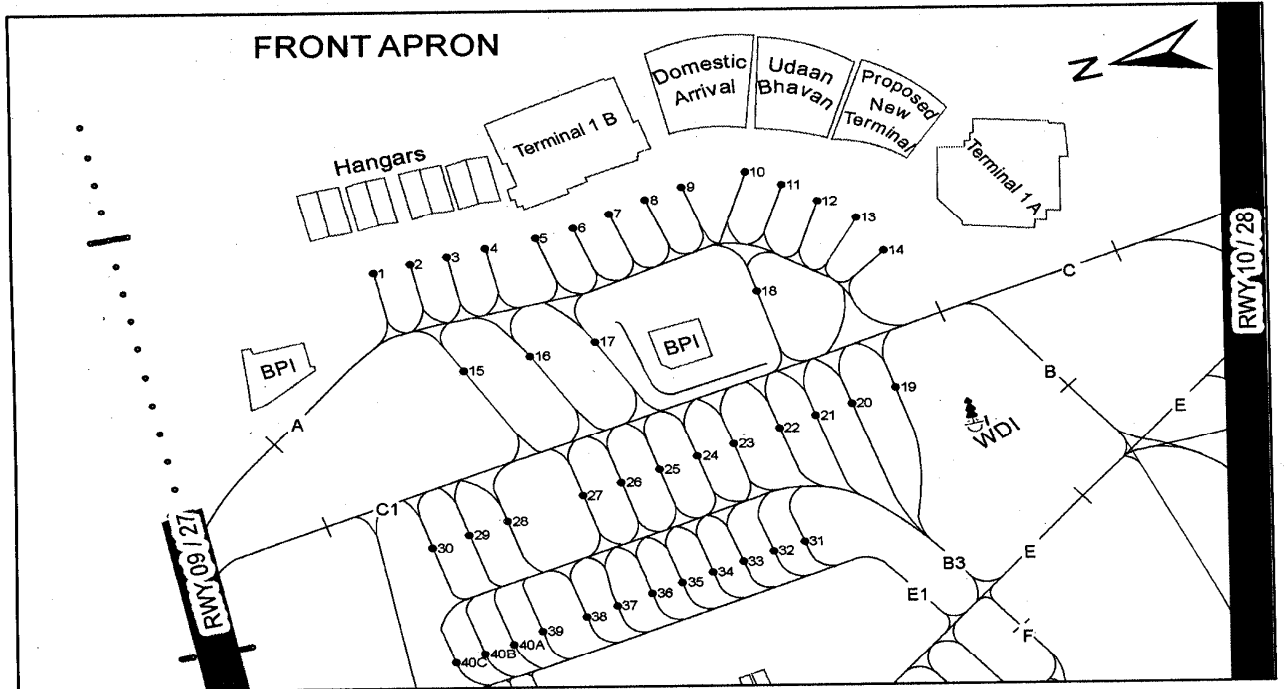 FRONT APRON
N
Domestic
Arrival
Udaan
Bhavan
Proposed
New
Terminal
Terminal 1 B
Terminal 1 A
Hangars
RWY 10 / 28
10
9
11
8
12
7
13
6
5
14
4
3
2
1
C
18
17
BPI
16
BPI
15
B
19
E
20
21
A
WDI
22
23
24
25
26
27
C1
28
29
30
RWY 09 / 27
31
32
33
34
35
36
37
38
39
40A
40B
40C
B3
E
E1
F